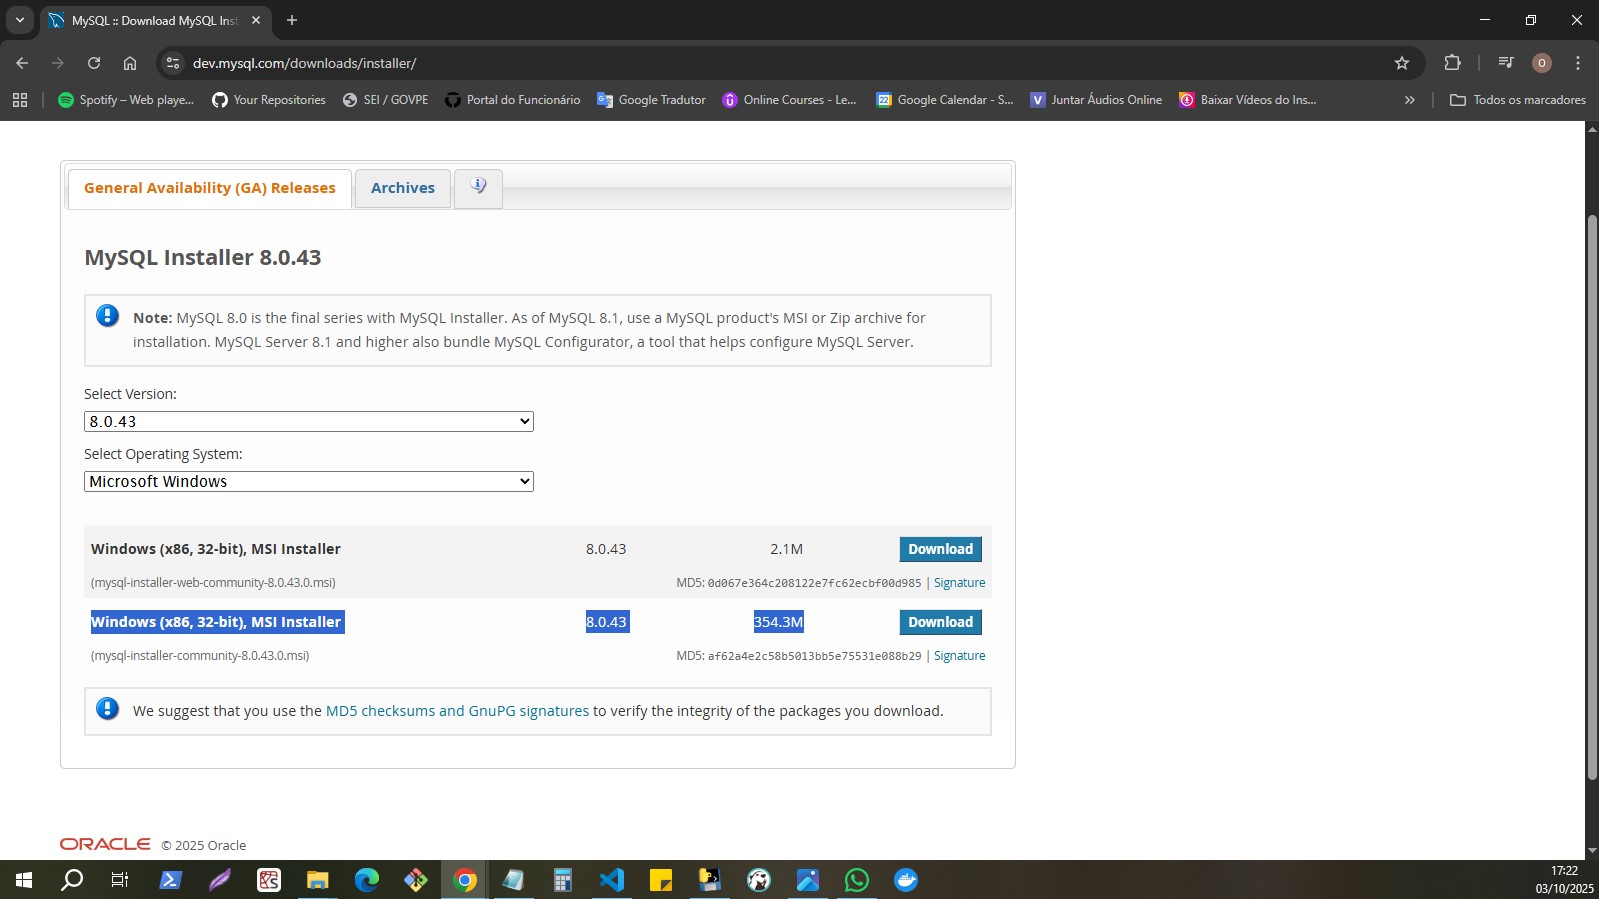 MySQL :: Download MySQL Inst
dev.mysql.com/downloads/installer/
Spotify – Web playe...
Your Repositories
SEI / GOVPE
Portal do Funcionário
Google Tradutor
Online Courses - Le...
Google Calendar - S...
Juntar Áudios Online
Baixar Vídeos do Ins...
Todos os marcadores
General Availability (GA) Releases
Archives
MySQL Installer 8.0.43
Note: MySQL 8.0 is the final series with MySQL Installer. As of MySQL 8.1, use a MySQL product's MSI or Zip archive for
installation. MySQL Server 8.1 and higher also bundle MySQL Configurator, a tool that helps configure MySQL Server.
Select Version:
8.0.43
Select Operating System:
Microsoft Windows
Windows (x86, 32-bit), MSI Installer 8.0.43 2.1M Download
(mysql-installer-web-community-8.0.43.0.msi) MD5: 0d067e364c208122e7fc62ecbf00d985 | Signature
Windows (x86, 32-bit), MSI Installer 8.0.43 354.3M Download
(mysql-installer-community-8.0.43.0.msi) MD5: af62a4e2c58b5013bb5e75531e088b29 | Signature
We suggest that you use the MD5 checksums and GnuPG signatures to verify the integrity of the packages you download.
ORACLE © 2025 Oracle
17:22
03/10/2025